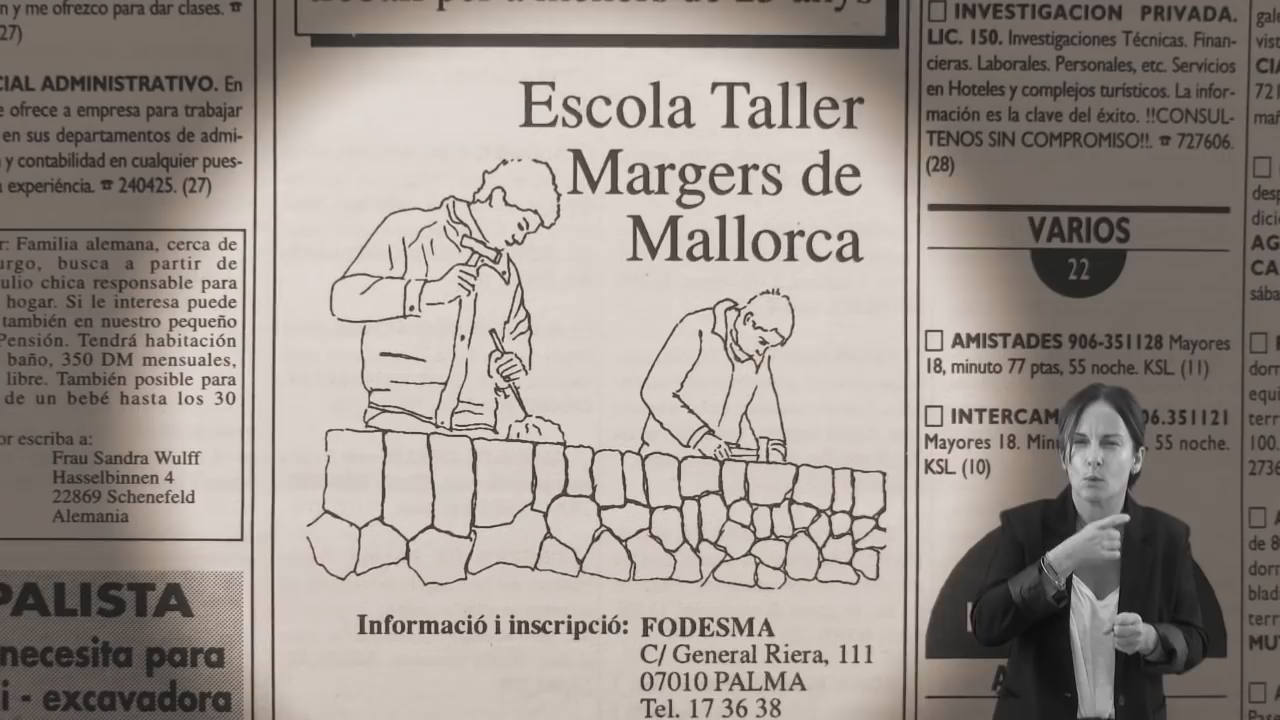 n y me ofrezco para dar clases. ☎
27)
CIAL ADMINISTRATIVO. En
e ofrece a empresa para trabajar
en sus departamentos de admi-
y contabilidad en cualquier pues-
experiéncia. ☎ 240425. (27)
r: Familia alemana, cerca de
urgo, busca a partir de
ulio chica responsable para
hogar. Si le interesa puede
también en nuestro pequeño
Pensión. Tendrá habitación
baño, 350 DM mensuales,
libre. También posible para
de un bebé hasta los 30
or escriba a:
Frau Sandra Wulff
Hasselbinnen 4
22869 Schenefeld
Alemania
PALISTA
necesita para
i - excavadora
Escola Taller
Margers de
Mallorca
Informació i inscripció: FODESMA
C/ General Riera, 111
07010 PALMA
Tel. 17 36 38
INVESTIGACION PRIVADA.
LIC. 150. Investigaciones Técnicas. Finan-
cieras. Laborales. Personales, etc. Servicios
en Hoteles y complejos turísticos. La infor-
mación es la clave del éxito. !!CONSUL-
TENOS SIN COMPROMISO!!. ☎ 727606.
(28)
VARIOS
22
AMISTADES 906-351128 Mayores
18, minuto 77 ptas, 55 noche. KSL. (11)
INTERCAM 06.351121
Mayores 18. Min , 55 noche.
KSL. (10)